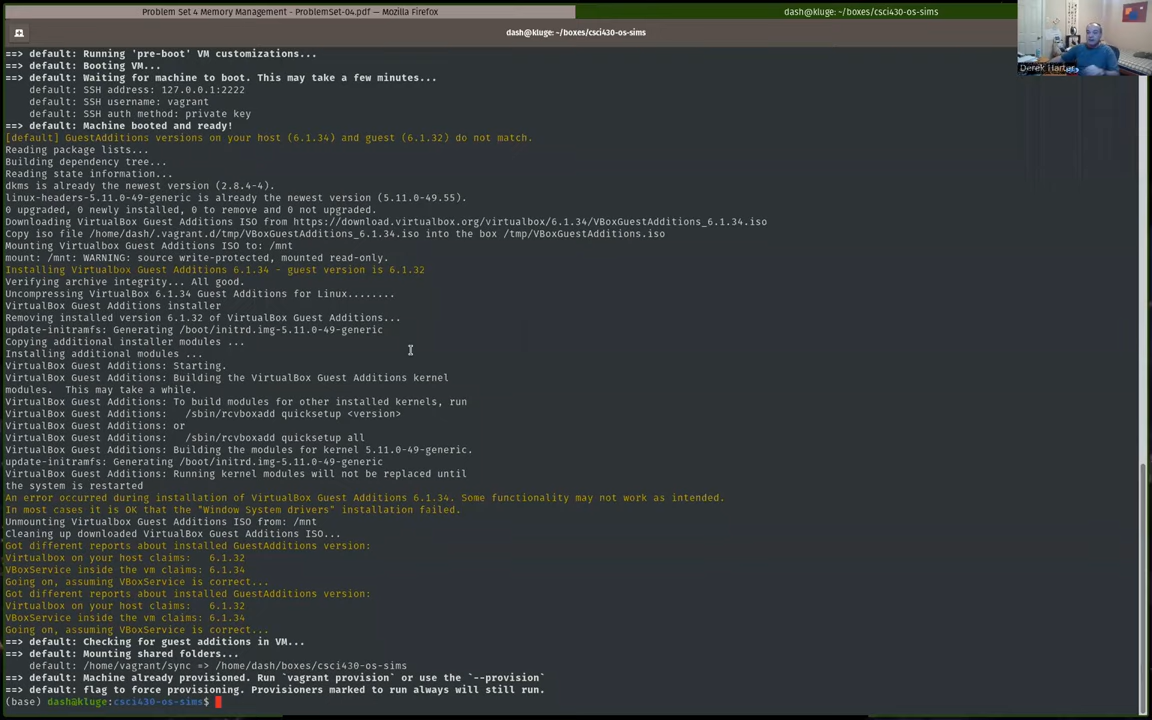 Problem Set 4 Memory Management - ProblemSet-04.pdf — Mozilla Firefox
dash@kluge: ~/boxes/csci430-os-sims
dash@kluge: ~/boxes/csci430-os-sims
Derek Harter
==> default: Running 'pre-boot' VM customizations...
==> default: Booting VM...
==> default: Waiting for machine to boot. This may take a few minutes...
default: SSH address: 127.0.0.1:2222
default: SSH username: vagrant
default: SSH auth method: private key
==> default: Machine booted and ready!
[default] GuestAdditions versions on your host (6.1.34) and guest (6.1.32) do not match.
Reading package lists...
Building dependency tree...
Reading state information...
dkms is already the newest version (2.8.4-4).
linux-headers-5.11.0-49-generic is already the newest version (5.11.0-49.55).
0 upgraded, 0 newly installed, 0 to remove and 0 not upgraded.
Downloading VirtualBox Guest Additions ISO from https://download.virtualbox.org/virtualbox/6.1.34/VBoxGuestAdditions_6.1.34.iso
Copy iso file /home/dash/.vagrant.d/tmp/VBoxGuestAdditions_6.1.34.iso into the box /tmp/VBoxGuestAdditions.iso
Mounting Virtualbox Guest Additions ISO to: /mnt
mount: /mnt: WARNING: source write-protected, mounted read-only.
Installing Virtualbox Guest Additions 6.1.34 - guest version is 6.1.32
Verifying archive integrity... All good.
Uncompressing VirtualBox 6.1.34 Guest Additions for Linux........
VirtualBox Guest Additions installer
Removing installed version 6.1.32 of VirtualBox Guest Additions...
update-initramfs: Generating /boot/initrd.img-5.11.0-49-generic
Copying additional installer modules ...
Installing additional modules ...
VirtualBox Guest Additions: Starting.
VirtualBox Guest Additions: Building the VirtualBox Guest Additions kernel
modules.  This may take a while.
VirtualBox Guest Additions: To build modules for other installed kernels, run
VirtualBox Guest Additions:   /sbin/rcvboxadd quicksetup <version>
VirtualBox Guest Additions: or
VirtualBox Guest Additions:   /sbin/rcvboxadd quicksetup all
VirtualBox Guest Additions: Building the modules for kernel 5.11.0-49-generic.
update-initramfs: Generating /boot/initrd.img-5.11.0-49-generic
VirtualBox Guest Additions: Running kernel modules will not be replaced until
the system is restarted
An error occurred during installation of VirtualBox Guest Additions 6.1.34. Some functionality may not work as intended.
In most cases it is OK that the "Window System drivers" installation failed.
Unmounting Virtualbox Guest Additions ISO from: /mnt
Cleaning up downloaded VirtualBox Guest Additions ISO...
Got different reports about installed GuestAdditions version:
Virtualbox on your host claims:   6.1.32
VBoxService inside the vm claims: 6.1.34
Going on, assuming VBoxService is correct...
Got different reports about installed GuestAdditions version:
Virtualbox on your host claims:   6.1.32
VBoxService inside the vm claims: 6.1.34
Going on, assuming VBoxService is correct...
==> default: Checking for guest additions in VM...
==> default: Mounting shared folders...
default: /home/vagrant/sync => /home/dash/boxes/csci430-os-sims
==> default: Machine already provisioned. Run `vagrant provision` or use the `--provision`
==> default: flag to force provisioning. Provisioners marked to run always will still run.
(base) dash@kluge:csci430-os-sims$